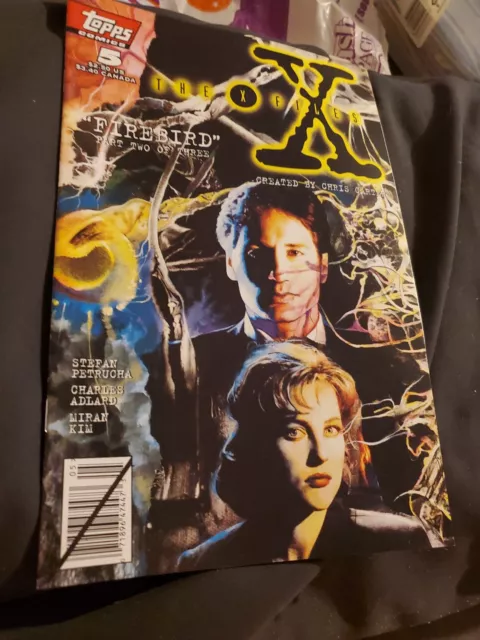 Topps
COMICS
5
$2.50 US
$3.40 CANADA
THE X FILES
X
"FIREBIRD"
PART TWO OF THREE
CREATED BY CHRIS CARTER
STEFAN
PETRUCHA
CHARLES
ADLARD
MIRAN
KIM
05